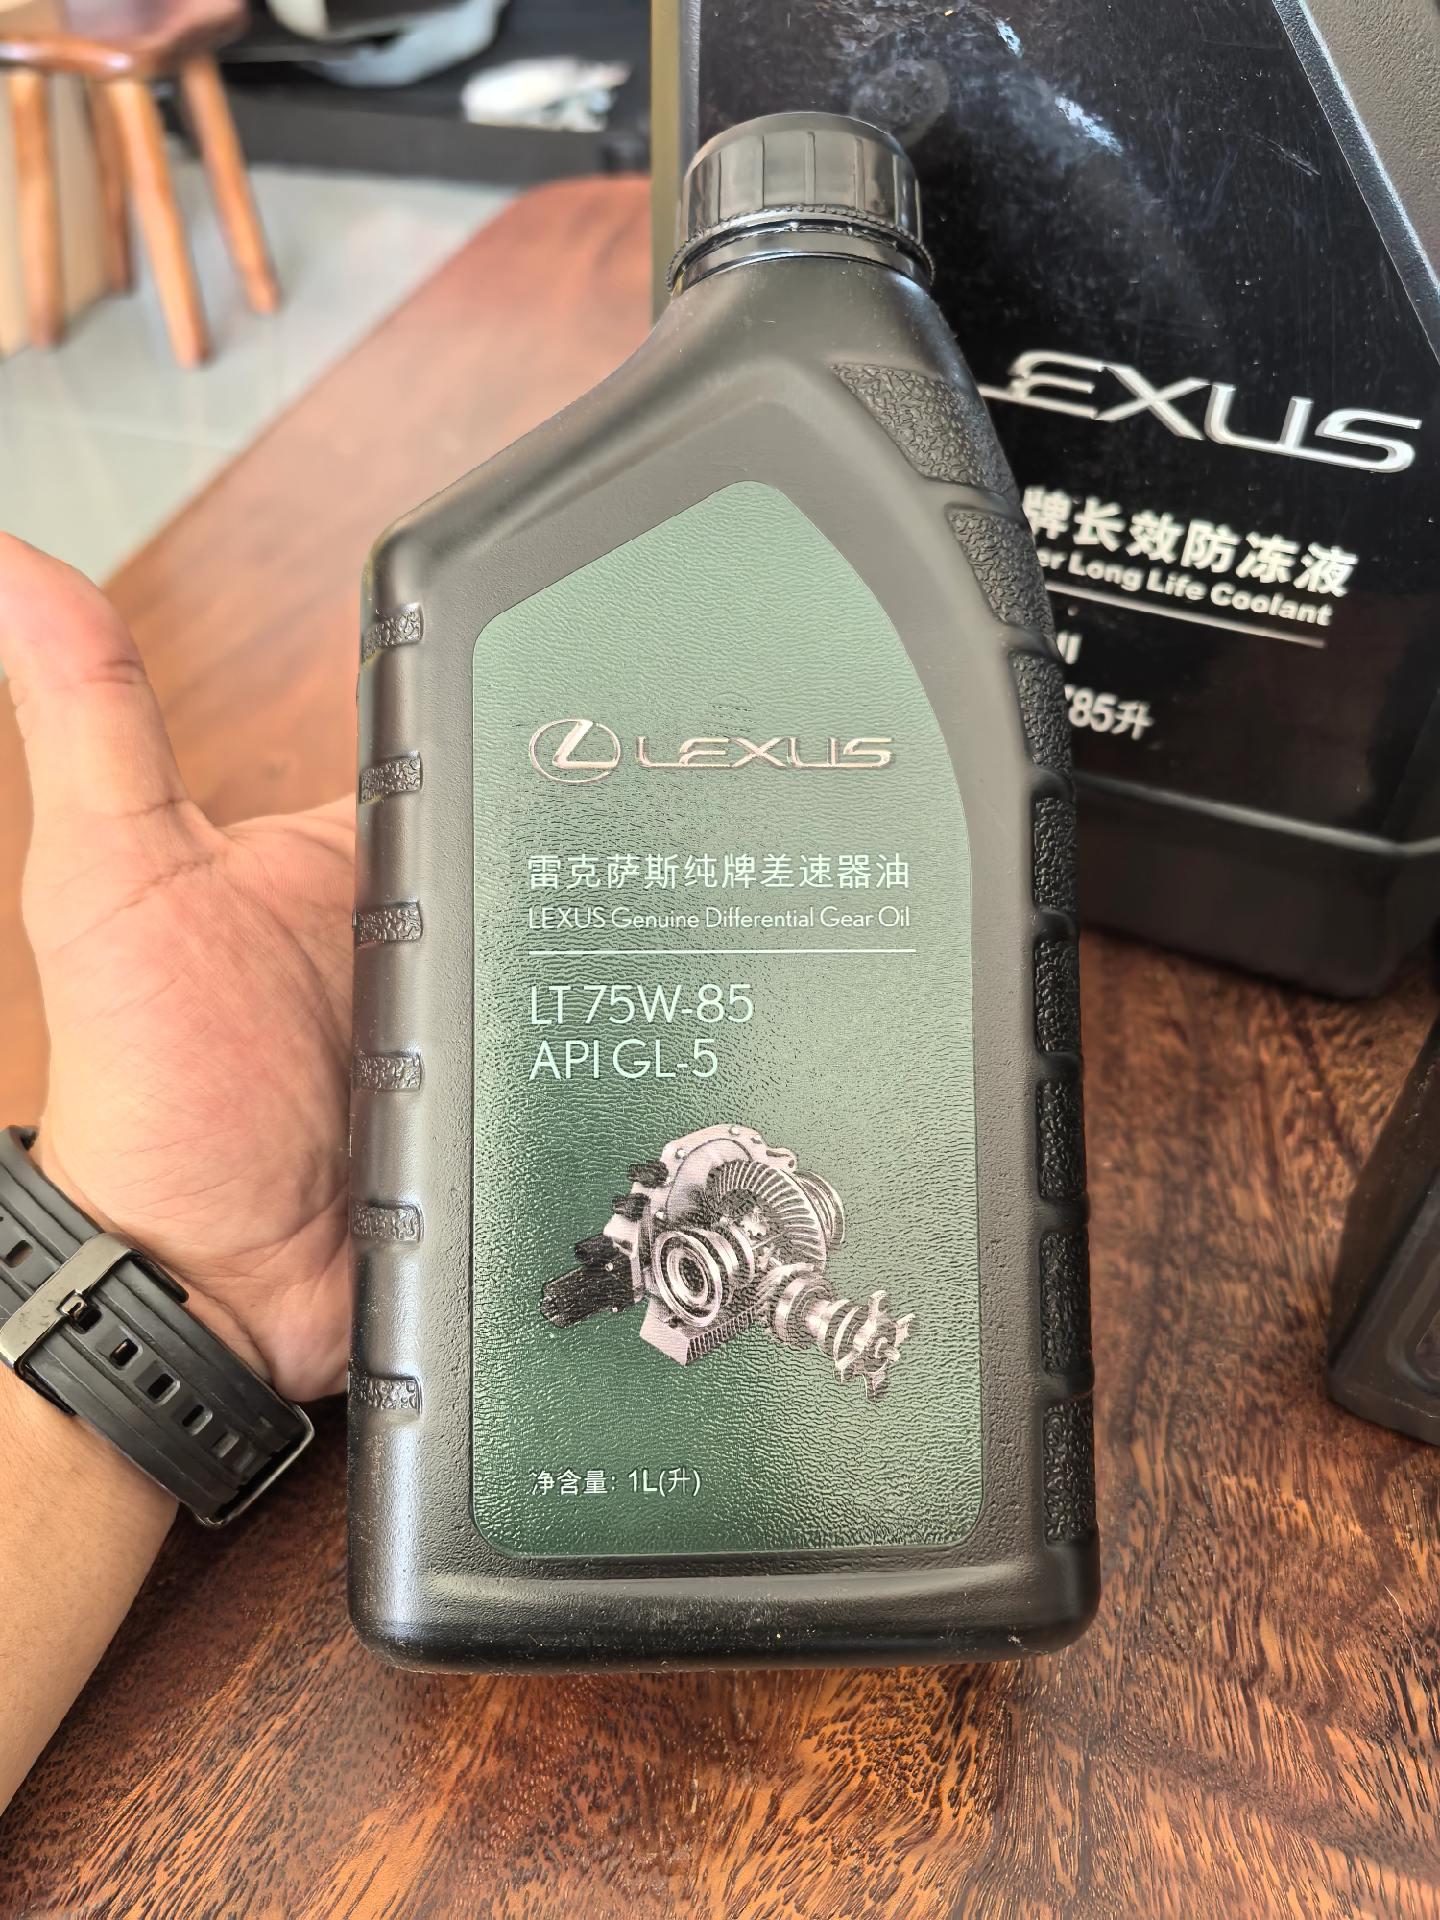 LEXUS
雷克萨斯纯牌差速器油
LEXUS Genuine Differential Gear Oil
LT 75W-85
API GL-5
净含量: 1L(升)
LEXUS
牌长效防冻液
Long Life Coolant
785升